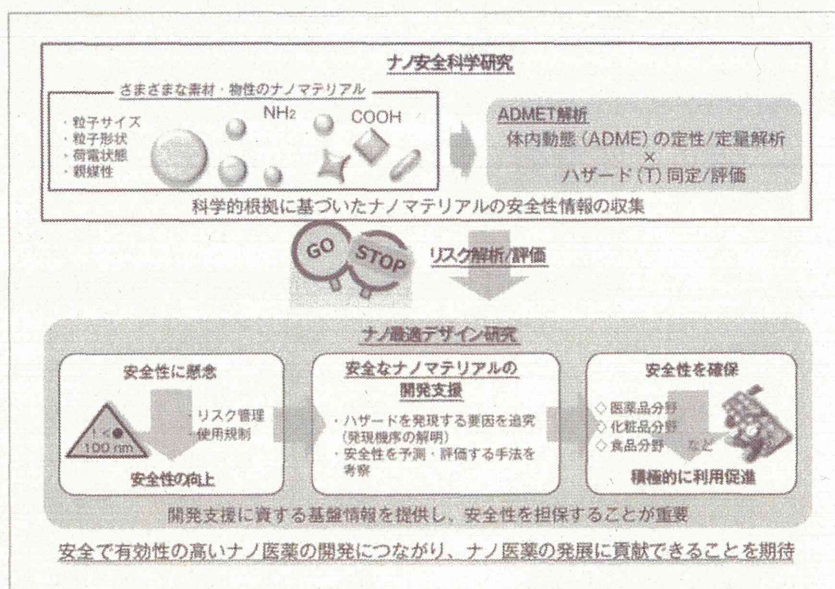 ナノ安全科学研究
さまざまな素材・物性のナノマテリアル
・粒子サイズ
・粒子形状
・荷電状態
・親媒性
NH₂
COOH
ADMET解析
体内動態(ADME)の定性/定量解析
×
ハザード(T)同定/評価
科学的根拠に基づいたナノマテリアルの安全性情報の収集
GO
STOP
リスク解析/評価
ナノ最適デザイン研究
安全性に懸念
・リスク管理
・使用規制
1 <●
100 nm
安全性の向上
安全なナノマテリアルの
開発支援
・ハザードを発現する要因を追究
(発現機序の解明)
・安全性を予測・評価する手法を
考察
安全性を確保
◇医薬品分野
◇化粧品分野
◇食品分野 など
積極的に利用促進
開発支援に資する基盤情報を提供し、安全性を担保することが重要
安全で有効性の高いナノ医薬の開発につながり、ナノ医薬の発展に貢献できることを期待